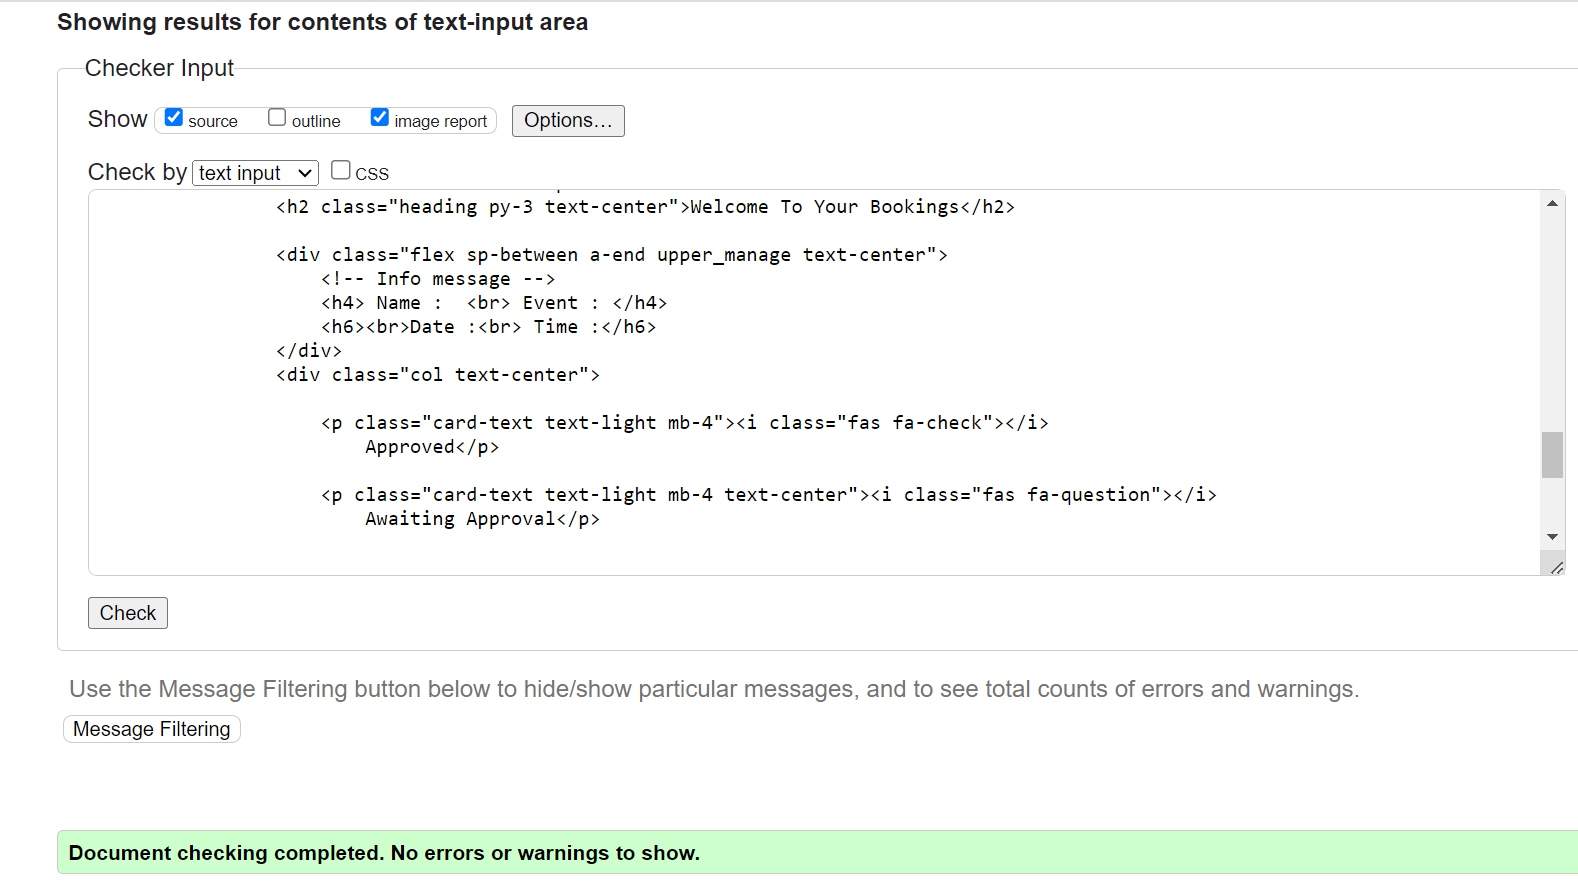 Showing results for contents of text-input area
Checker Input
Show source outline image report Options...
Check by text input CSS
<h2 class="heading py-3 text-center">Welcome To Your Bookings</h2>
<div class="flex sp-between a-end upper_manage text-center">
<!-- Info message -->
<h4> Name :  <br> Event : </h4>
<h6><br>Date :<br> Time :</h6>
</div>
<div class="col text-center">
<p class="card-text text-light mb-4"><i class="fas fa-check"></i>
Approved</p>
<p class="card-text text-light mb-4 text-center"><i class="fas fa-question"></i>
Awaiting Approval</p>
Check
Use the Message Filtering button below to hide/show particular messages, and to see total counts of errors and warnings.
Message Filtering
Document checking completed. No errors or warnings to show.